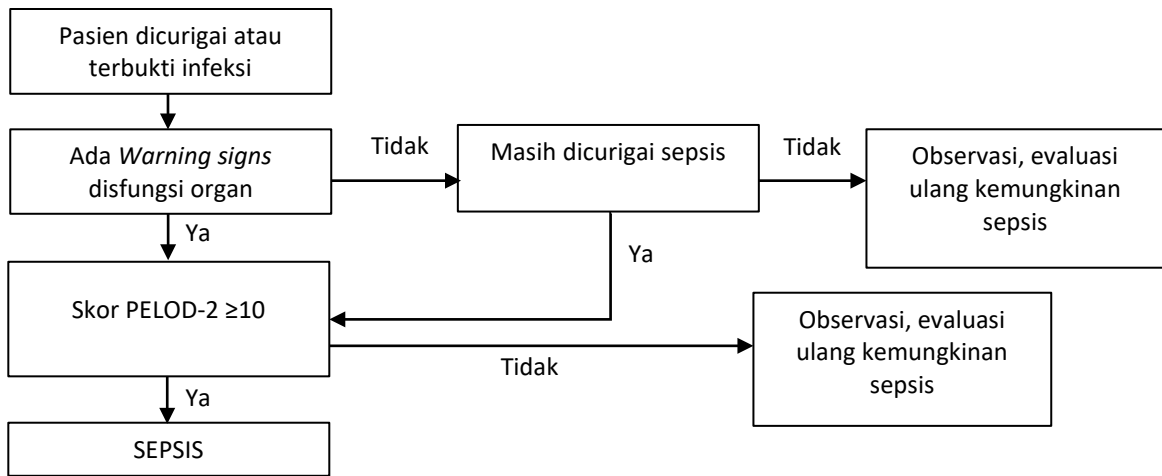 Pasien dicurigai atau
terbukti infeksi
Ada Warning signs
disfungsi organ
Tidak
Masih dicurigai sepsis
Tidak
Observasi, evaluasi
ulang kemungkinan
sepsis
Ya
Ya
Skor PELOD-2 ≥10
Tidak
Observasi, evaluasi
ulang kemungkinan
sepsis
Ya
SEPSIS